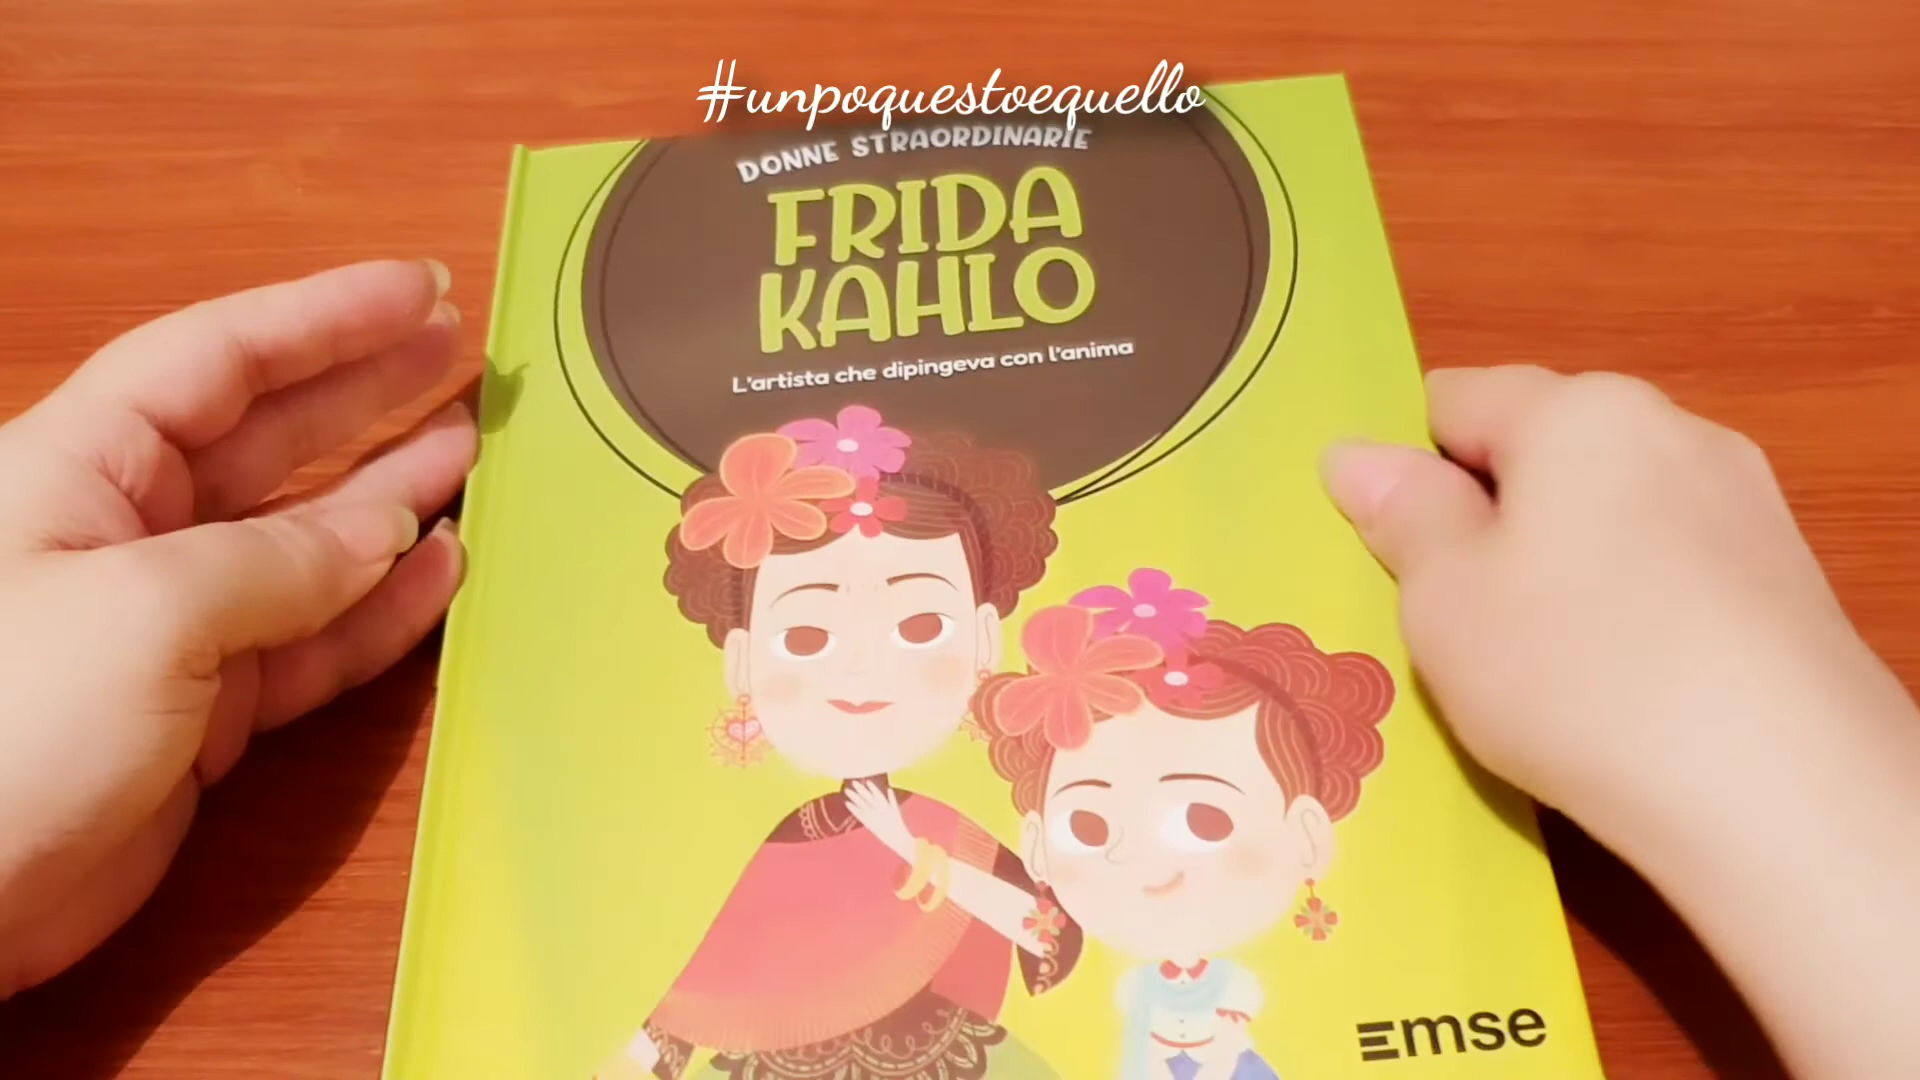 #unpoquestoequello
DONNE STRAORDINARIE
FRIDA
KAHLO
L'artista che dipingeva con l'anima
emse